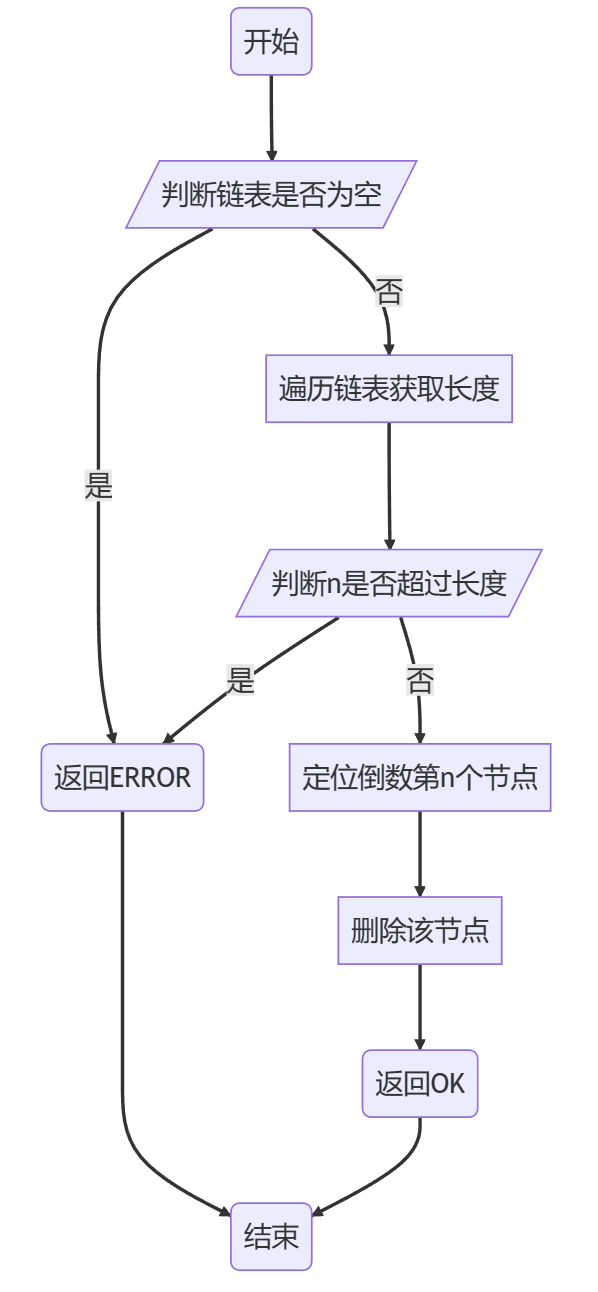 开始
判断链表是否为空
否
遍历链表获取长度
是
判断n是否超过长度
是
否
返回ERROR
定位倒数第n个节点
删除该节点
返回OK
结束